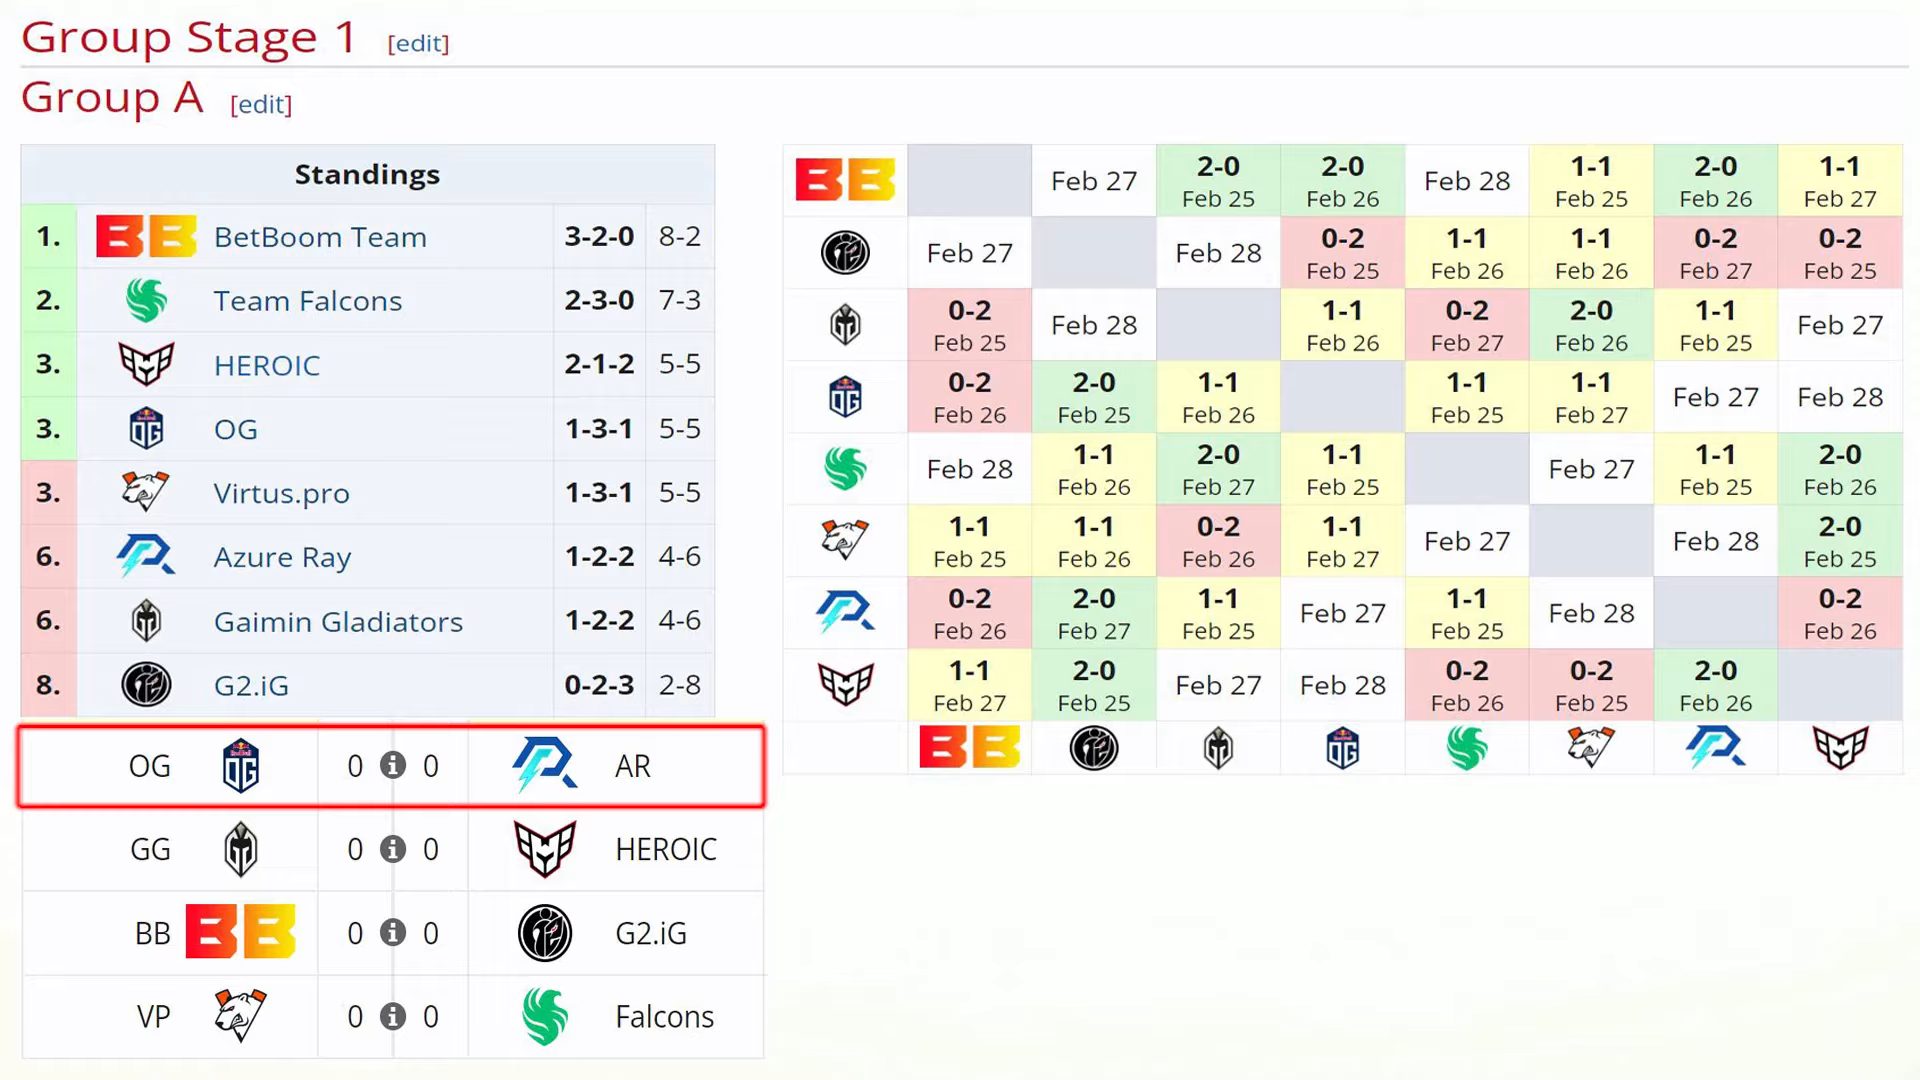 Group Stage 1 [edit]
Group A [edit]
Standings
1. BetBoom Team 3-2-0 8-2
2. Team Falcons 2-3-0 7-3
3. HEROIC 2-1-2 5-5
3. OG 1-3-1 5-5
3. Virtus.pro 1-3-1 5-5
6. Azure Ray 1-2-2 4-6
6. Gaimin Gladiators 1-2-2 4-6
8. G2.iG 0-2-3 2-8
OG 0 0 AR
GG 0 0 HEROIC
BB 0 0 G2.iG
VP 0 0 Falcons
BB Feb 27 2-0 2-0 Feb 28 1-1 2-0 1-1
Feb 25 Feb 26 Feb 25 Feb 26 Feb 27
Feb 27 Feb 28 0-2 1-1 1-1 0-2 0-2
Feb 25 Feb 26 Feb 26 Feb 27 Feb 25
0-2 Feb 28 1-1 0-2 2-0 1-1 Feb 27
Feb 25 Feb 26 Feb 27 Feb 26 Feb 25
0-2 2-0 1-1 1-1 1-1 Feb 27 Feb 28
Feb 26 Feb 25 Feb 26 Feb 25 Feb 27
Feb 28 1-1 2-0 1-1 Feb 27 1-1 2-0
Feb 26 Feb 27 Feb 25 Feb 25 Feb 26
1-1 1-1 0-2 1-1 Feb 27 Feb 28 2-0
Feb 25 Feb 26 Feb 26 Feb 27 Feb 25
0-2 2-0 1-1 Feb 27 1-1 Feb 28 0-2
Feb 26 Feb 27 Feb 25 Feb 25 Feb 26
1-1 2-0 Feb 27 Feb 28 0-2 0-2 2-0
Feb 27 Feb 25 Feb 26 Feb 25 Feb 26
BB OG